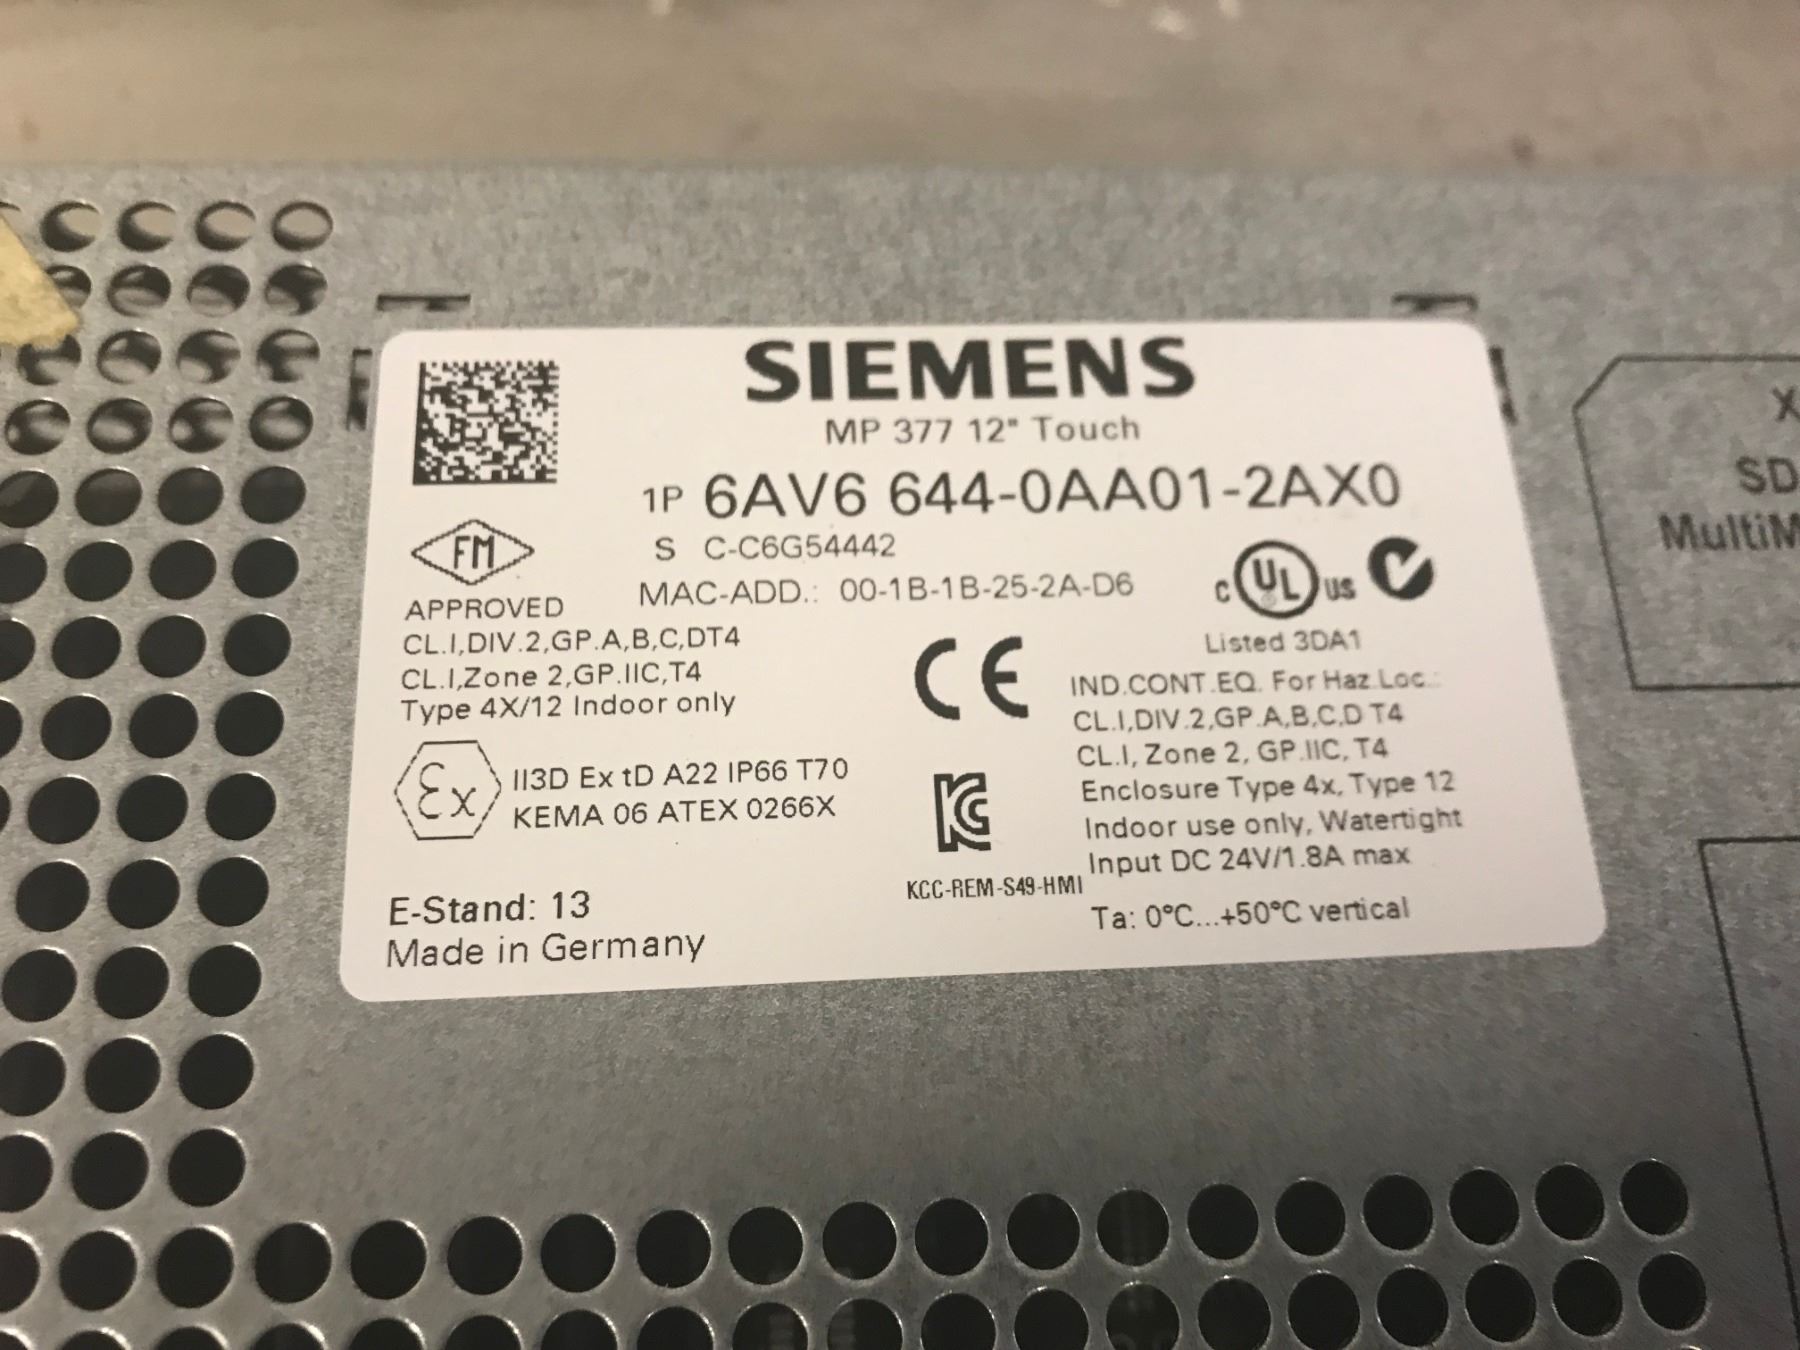 SIEMENS
MP 377 12" Touch
1P 6AV6 644-0AA01-2AX0
S C-C6G54442
MAC-ADD.: 00-1B-1B-25-2A-D6
FM
APPROVED
CL.I,DIV.2,GP.A,B,C,DT4
CL.I,Zone 2,GP.IIC,T4
Type 4X/12 Indoor only
Ex
II3D Ex tD A22 IP66 T70
KEMA 06 ATEX 0266X
E-Stand: 13
Made in Germany
CE
KC
KCC-REM-S49-HMI
C UL US
Listed 3DA1
IND.CONT.EQ. For Haz.Loc.:
CL.I,DIV.2,GP.A,B,C,D T4
CL.I, Zone 2, GP.IIC, T4
Enclosure Type 4x, Type 12
Indoor use only, Watertight
Input DC 24V/1.8A max
Ta: 0°C...+50°C vertical
X
SD
MultiM